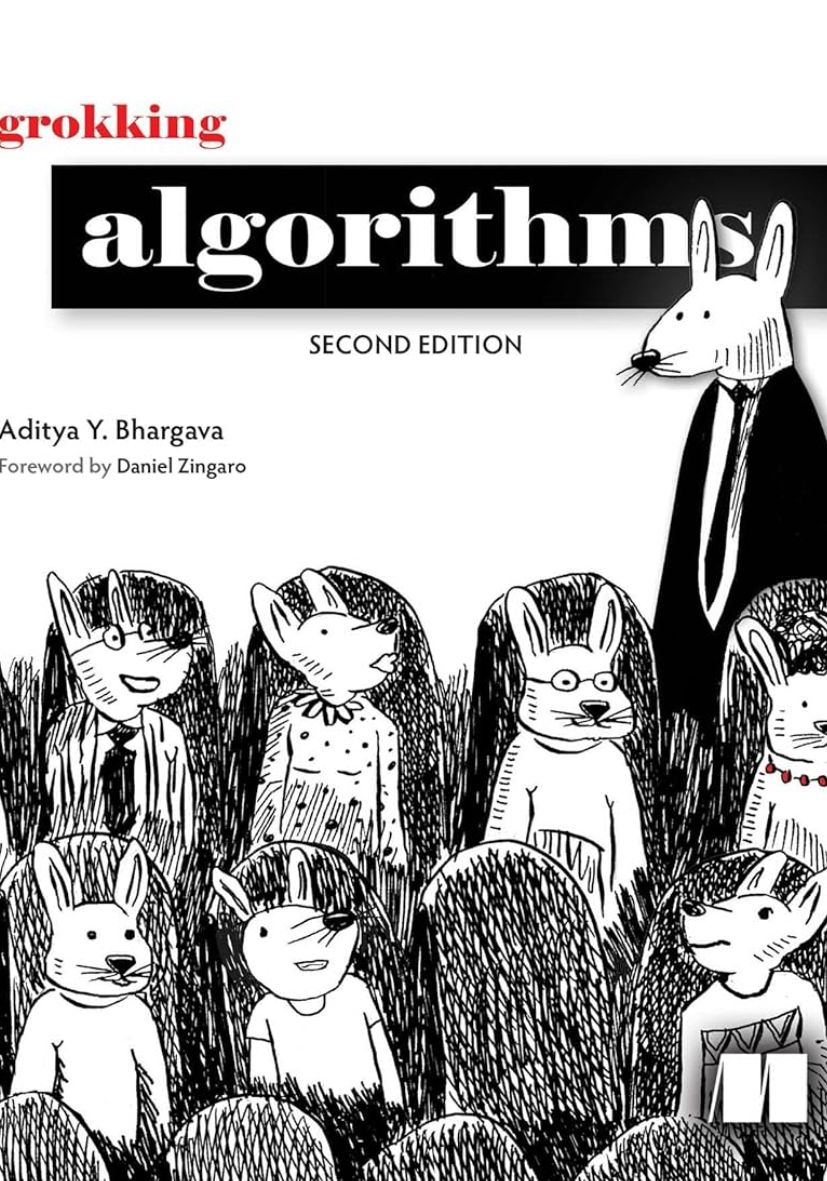 grokking
algorithms
SECOND EDITION
Aditya Y. Bhargava
Foreword by Daniel Zingaro